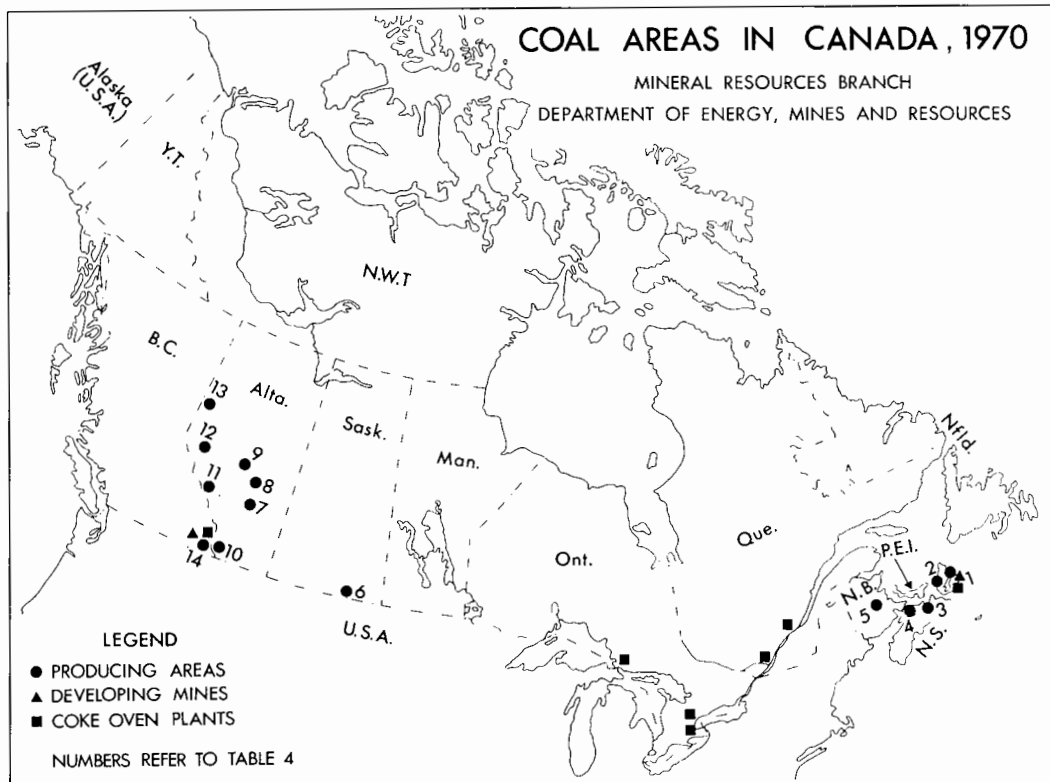 COAL AREAS IN CANADA, 1970
MINERAL RESOURCES BRANCH
DEPARTMENT OF ENERGY, MINES AND RESOURCES
Alaska
(U.S.A.)
Y.T.
N.W.T
B.C.
Alta.
Sask.
Man.
Ont.
Que.
Nfld.
P.E.I.
N.B.
N.S.
U.S.A.
13
12
11
9
8
7
14
10
6
5
4
3
2
1
LEGEND
PRODUCING AREAS
DEVELOPING MINES
COKE OVEN PLANTS
NUMBERS REFER TO TABLE 4